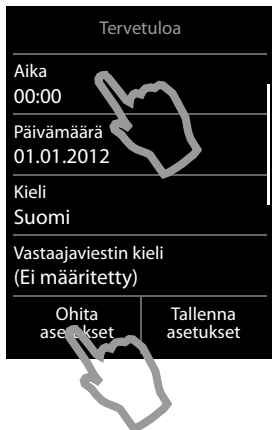 Tervetuloa
Aika
00:00
Päivämäärä
01.01.2012
Kieli
Suomi
Vastaajaviestin kieli
(Ei määritetty)
Ohita
asetukset
Tallenna
asetukset